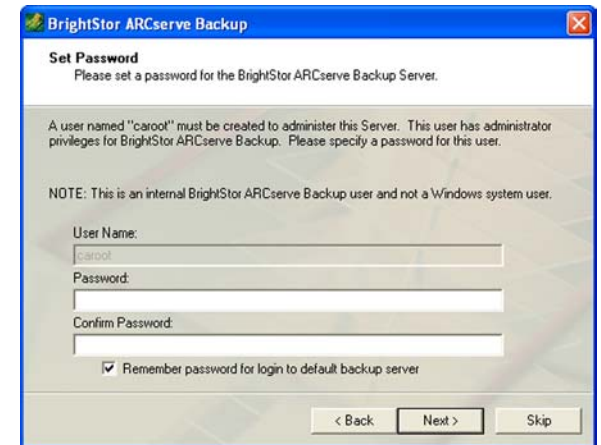 BrightStor ARCserve Backup
Set Password
Please set a password for the BrightStor ARCserve Backup Server.
A user named "caroot" must be created to administer this Server. This user has administrator
privileges for BrightStor ARCserve Backup. Please specify a password for this user.
NOTE: This is an internal BrightStor ARCserve Backup user and not a Windows system user.
User Name:
caroot
Password:
Confirm Password:
Remember password for login to default backup server
< Back
Next >
Skip